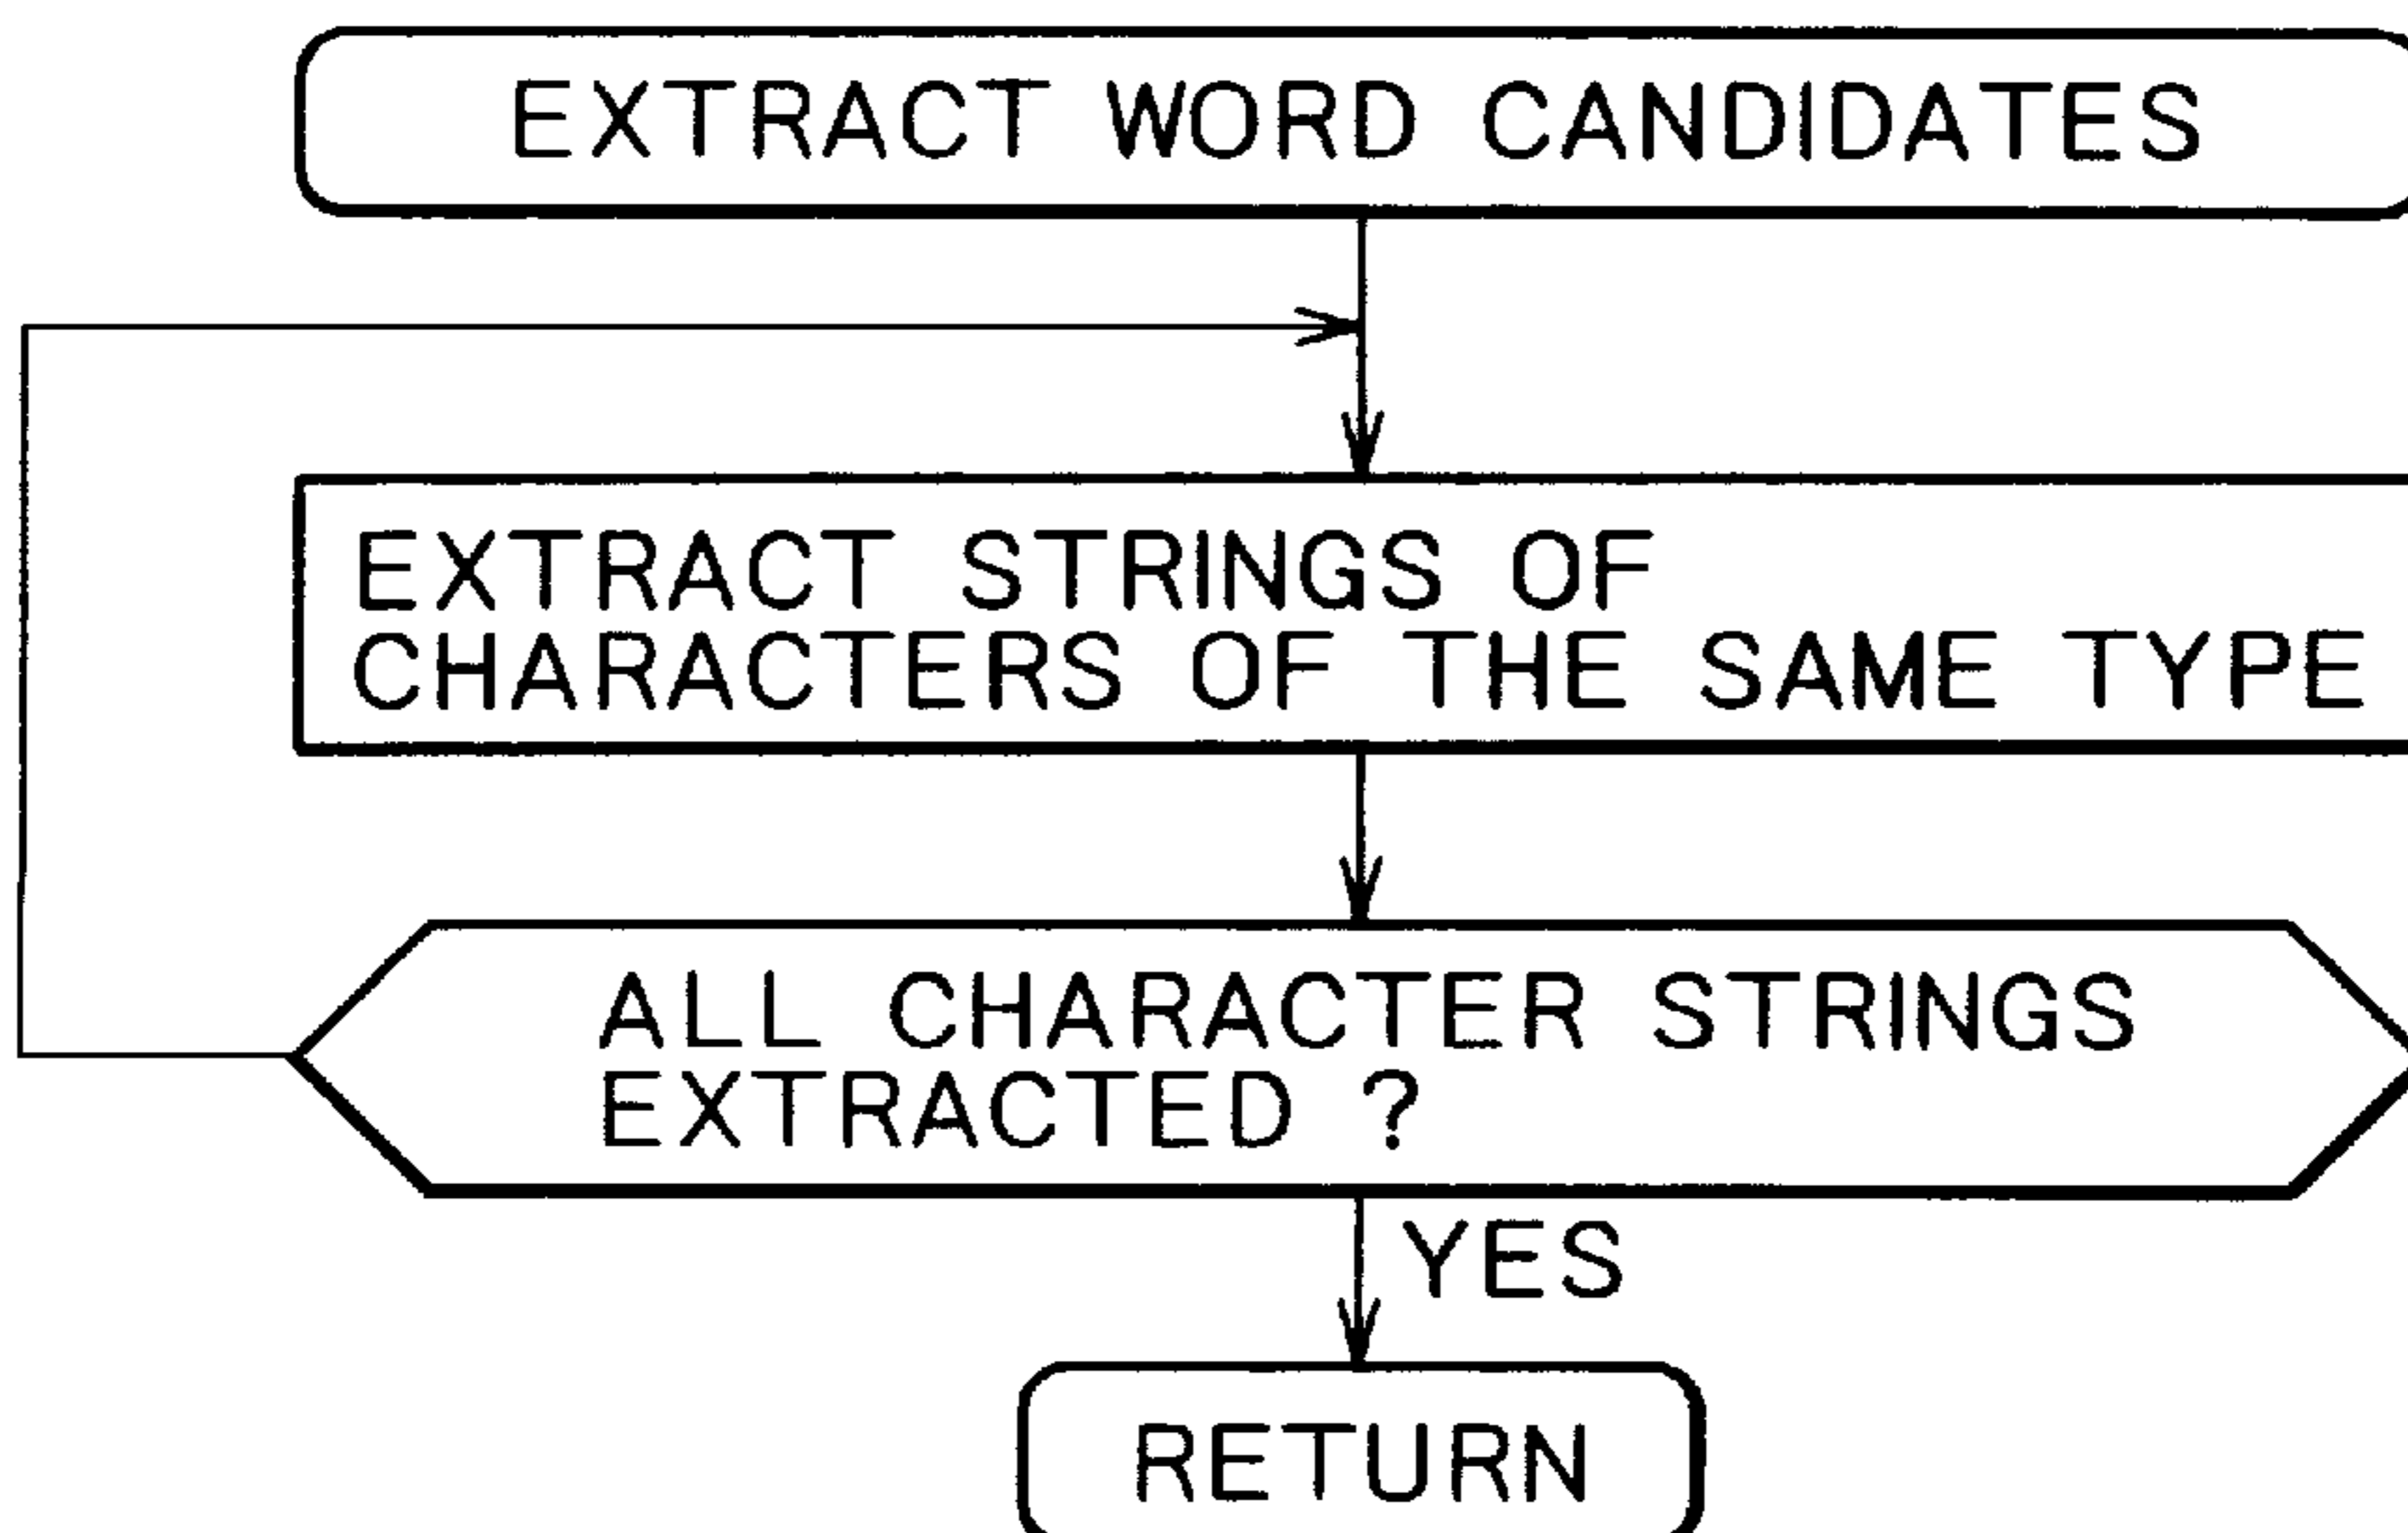 EXTRACT WORD CANDIDATES
EXTRACT STRINGS OF
CHARACTERS OF THE SAME TYPE
ALL CHARACTER STRINGS
EXTRACTED ?
YES
RETURN